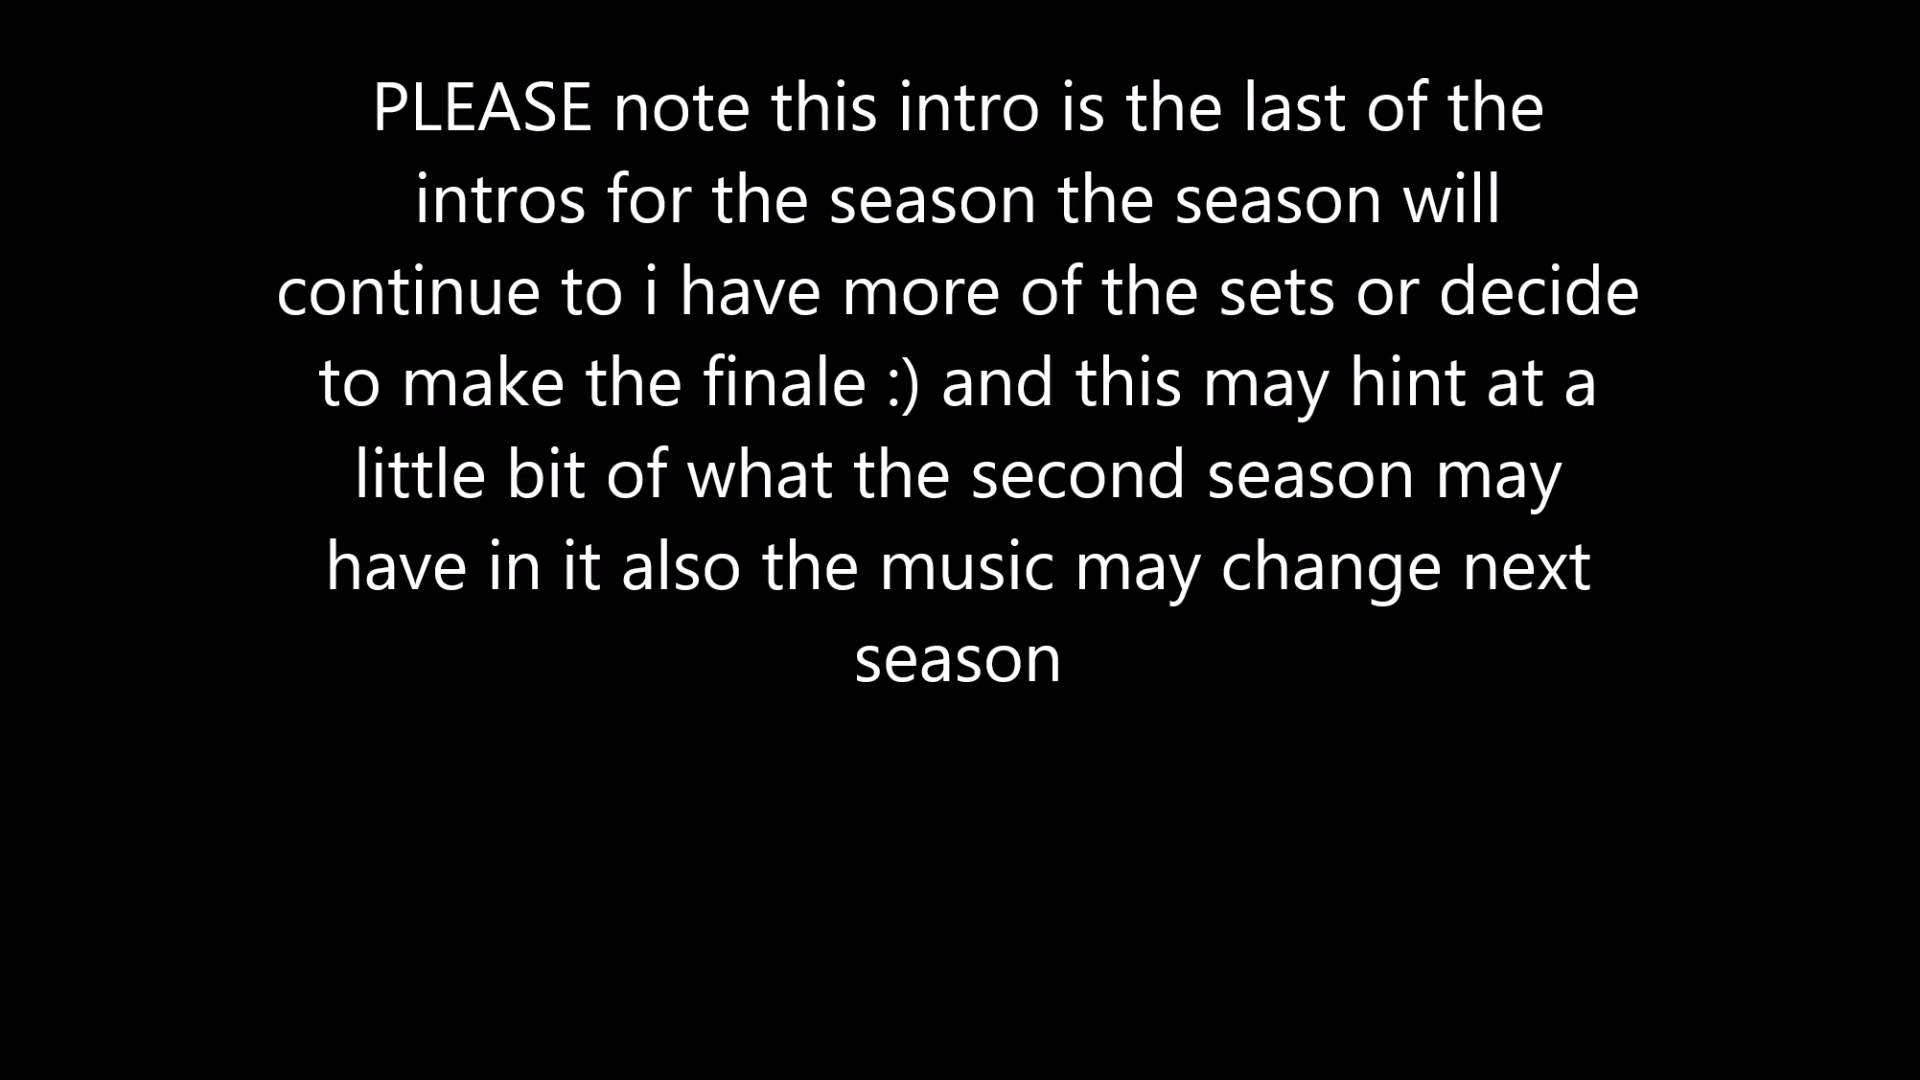 PLEASE note this intro is the last of the
intros for the season the season will
continue to i have more of the sets or decide
to make the finale :) and this may hint at a
little bit of what the second season may
have in it also the music may change next
season